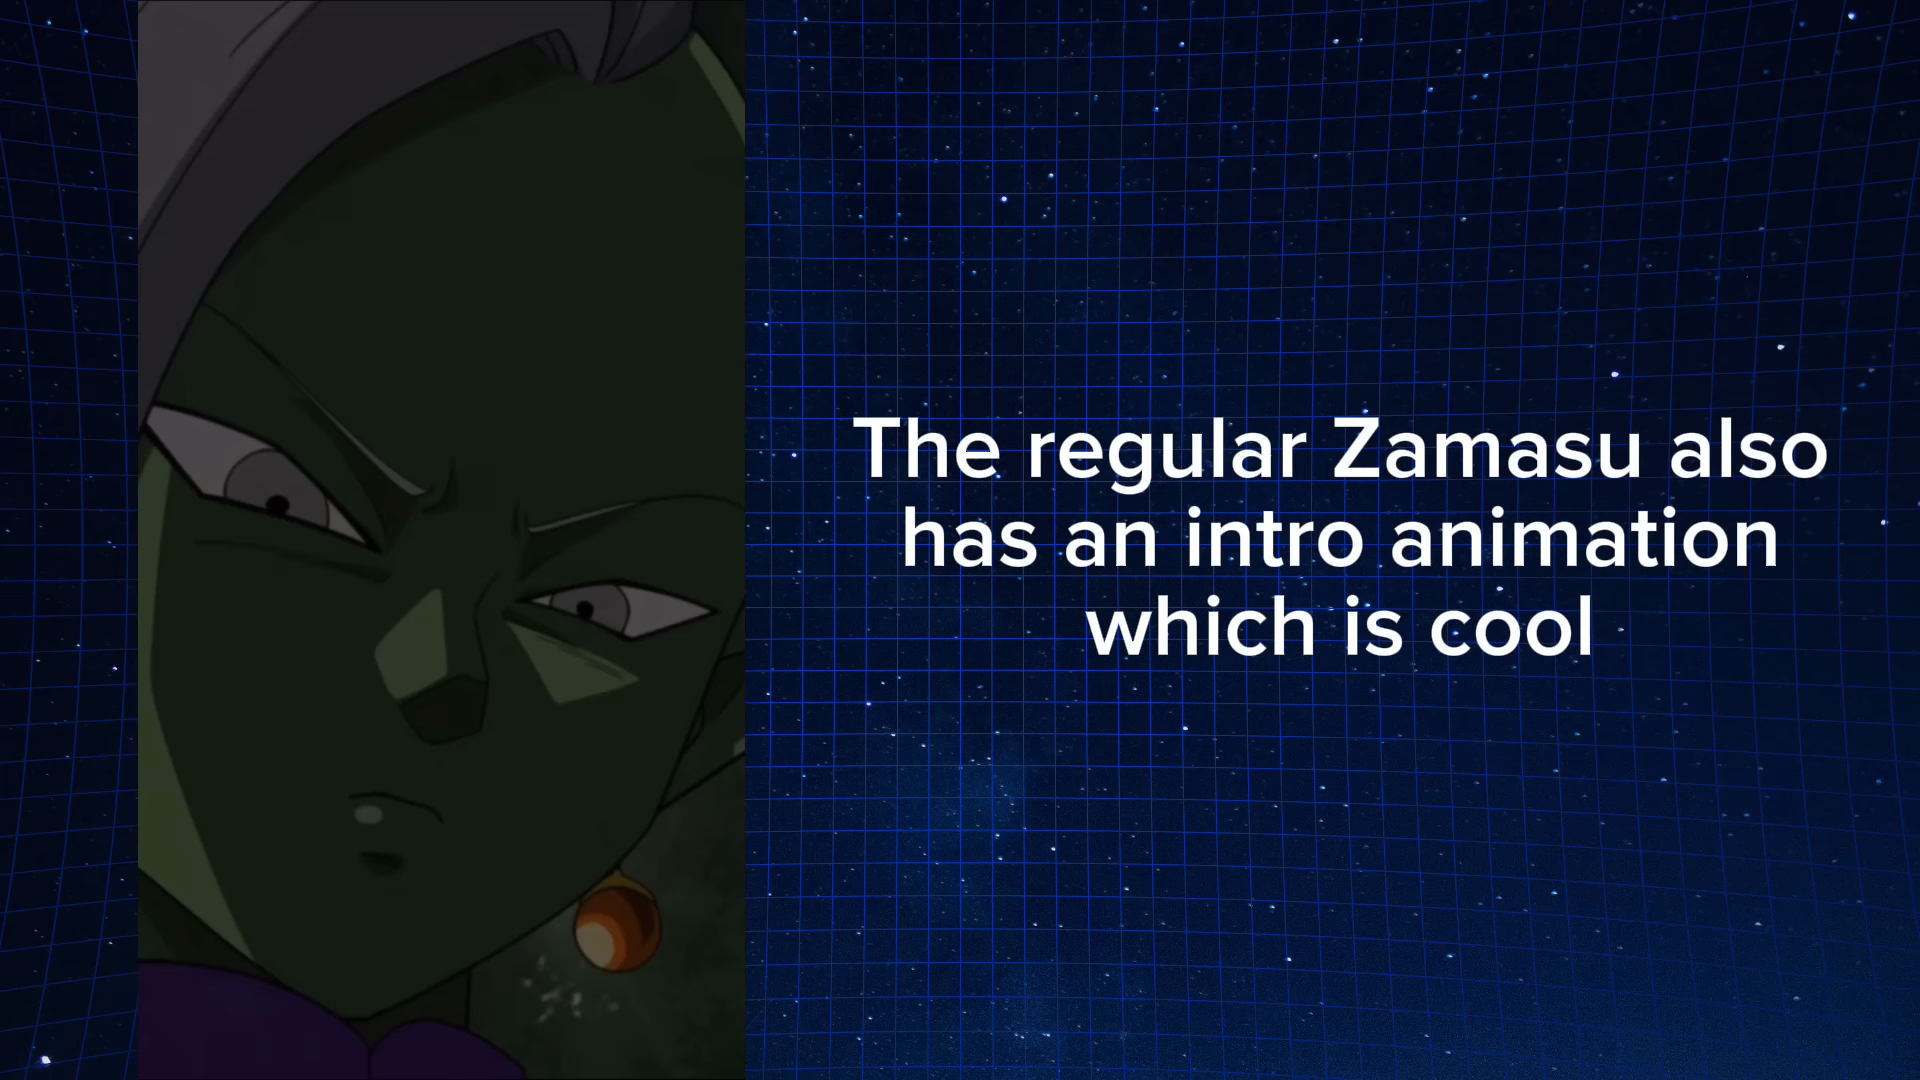 The regular Zamasu also
has an intro animation
which is cool